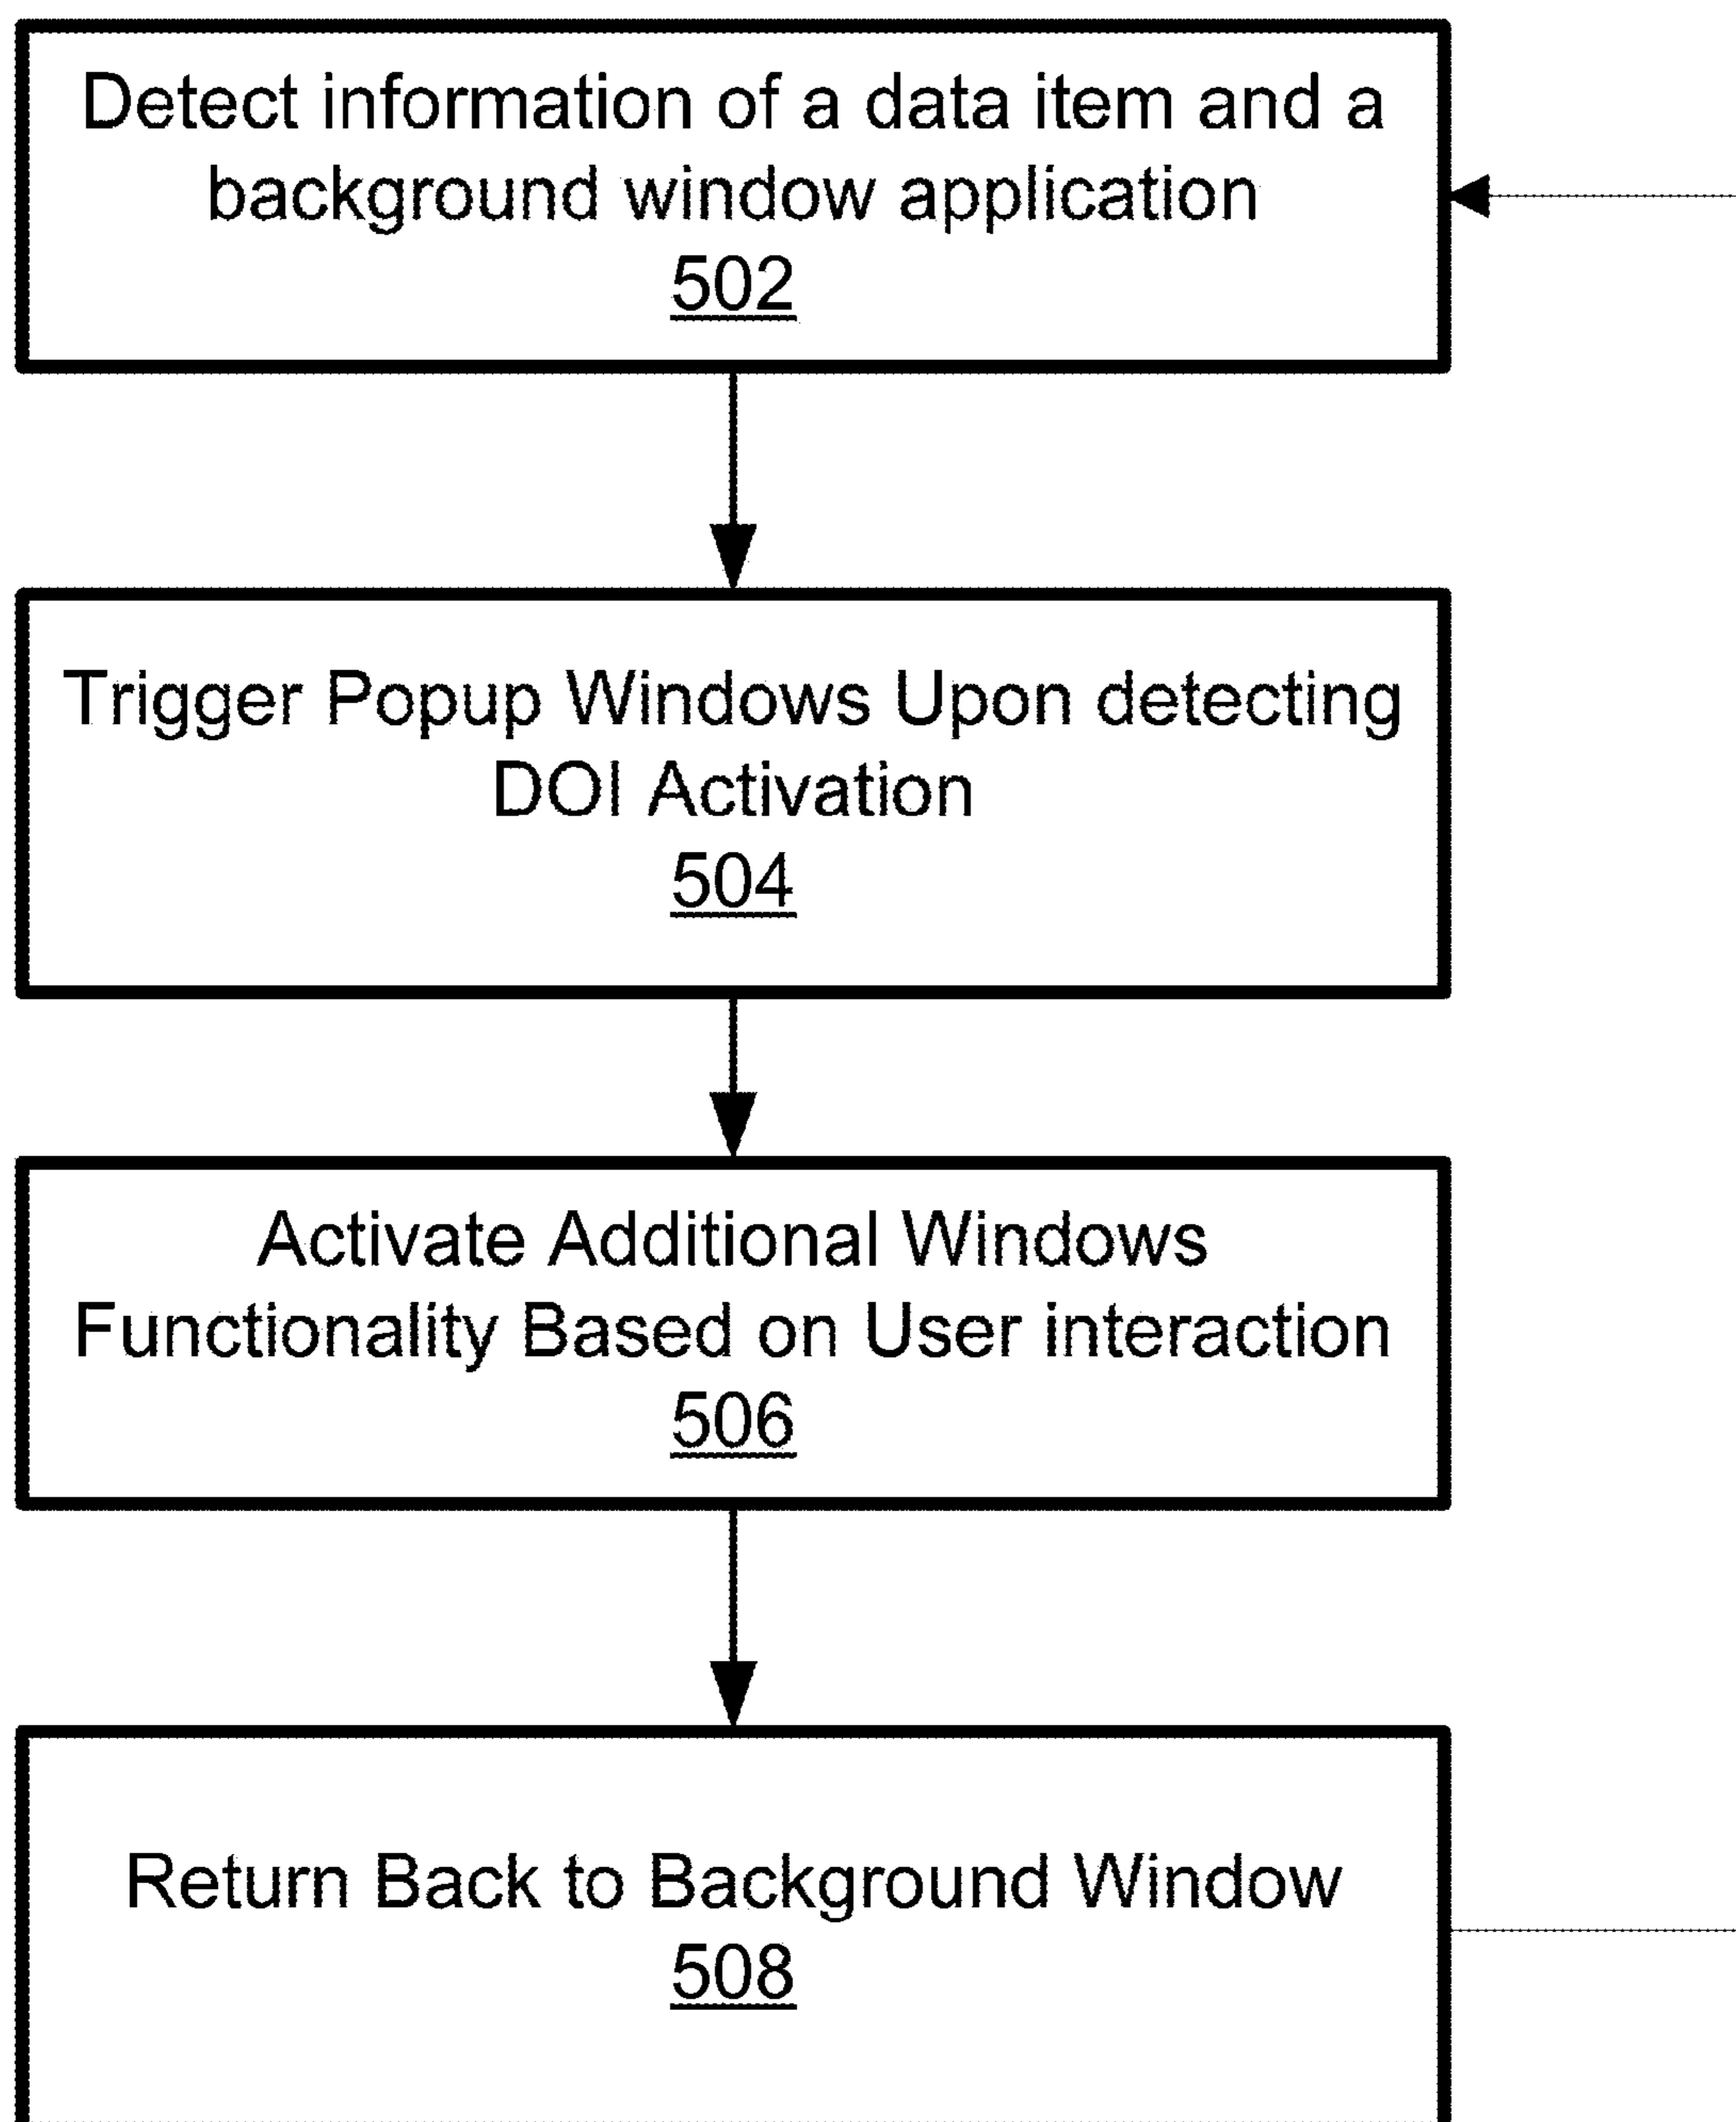 Detect information of a data item and a
background window application
502
Trigger Popup Windows Upon detecting
DOI Activation
504
Activate Additional Windows
Functionality Based on User interaction
506
Return Back to Background Window
508